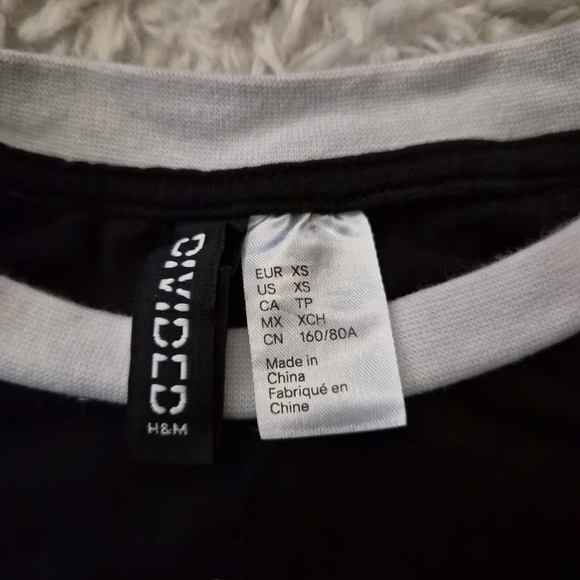 DIVIDED
H&M
EUR XS
US XS
CA TP
MX XCH
CN 160/80A
Made in
China
Fabriqué en
Chine